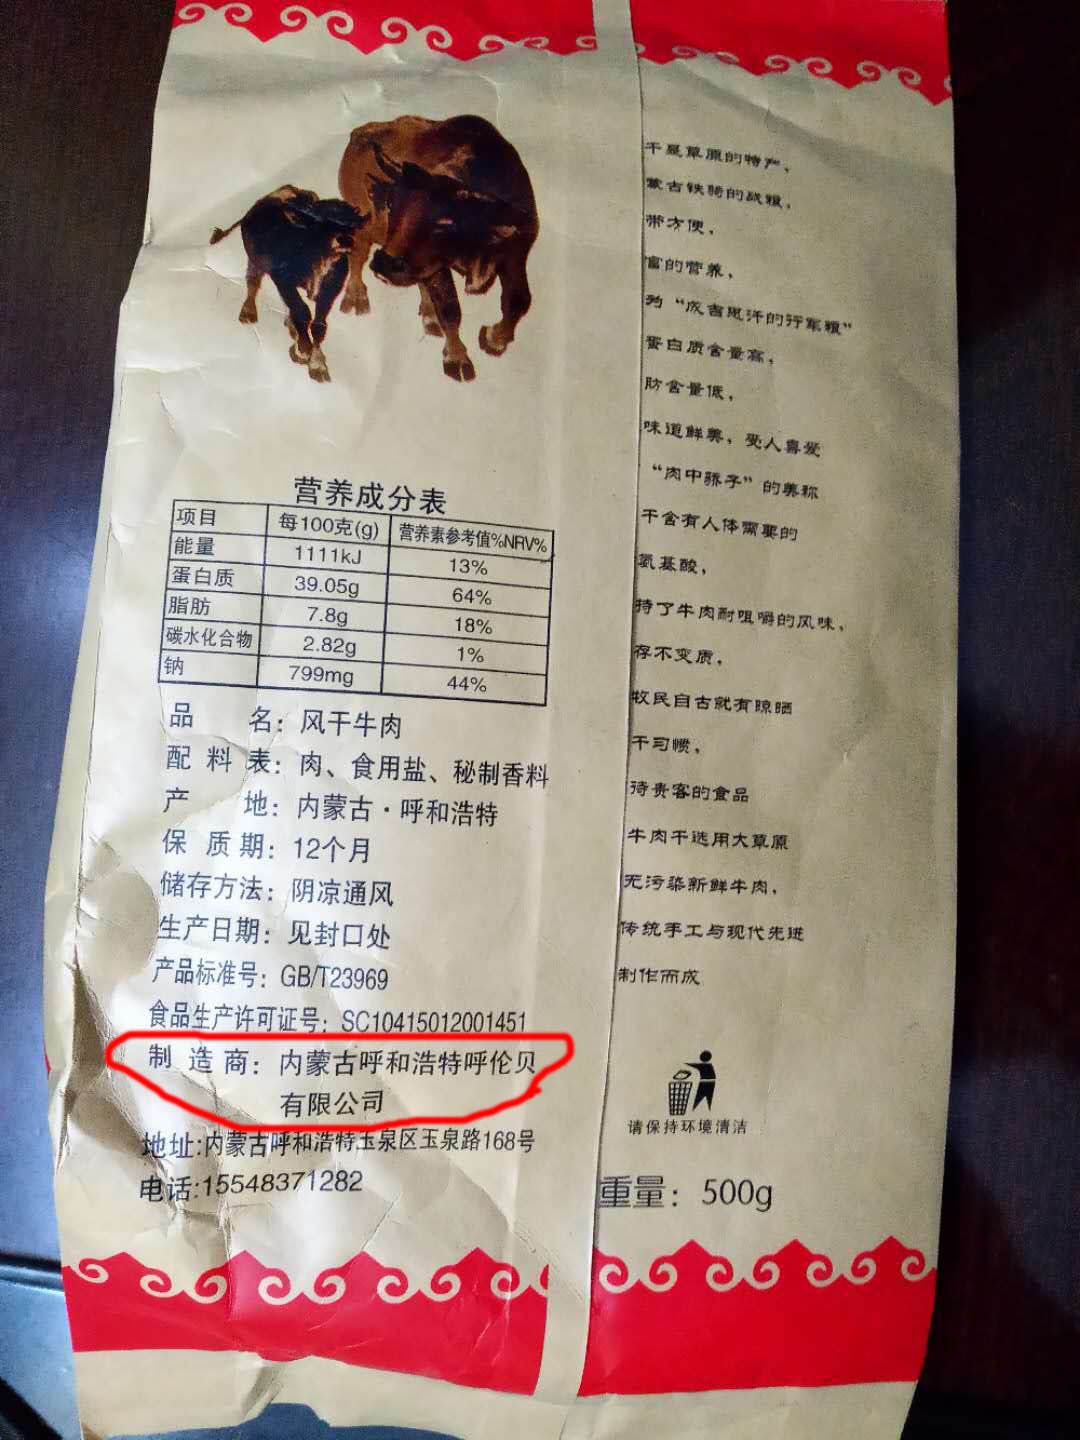 营养成分表
项目 每100克(g) 营养素参考值%NRV%
能量 1111kJ 13%
蛋白质 39.05g 64%
脂肪 7.8g 18%
碳水化合物 2.82g 1%
钠 799mg 44%
品 名：风干牛肉
配 料 表：肉、食用盐、秘制香料
产 地：内蒙古·呼和浩特
保 质 期：12个月
储存方法：阴凉通风
生产日期：见封口处
产品标准号：GB/T23969
食品生产许可证号：SC10415012001451
制 造 商：内蒙古呼和浩特呼伦贝
有限公司
地址:内蒙古呼和浩特玉泉区玉泉路168号
电话:15548371282
干是草原的特产，
蒙古铁骑的战粮，
带方便，
富的营养，
为“成吉思汗的行军粮”
蛋白质含量高，
肪含量低，
味道鲜美，受人喜爱
“肉中骄子”的美称
干含有人体需要的
氨基酸，
持了牛肉耐咀嚼的风味，
存不变质，
牧民自古就有晾晒
干习惯，
待贵客的食品
牛肉干选用大草原
无污染新鲜牛肉，
传统手工与现代先进
制作而成
请保持环境清洁
重量：500g